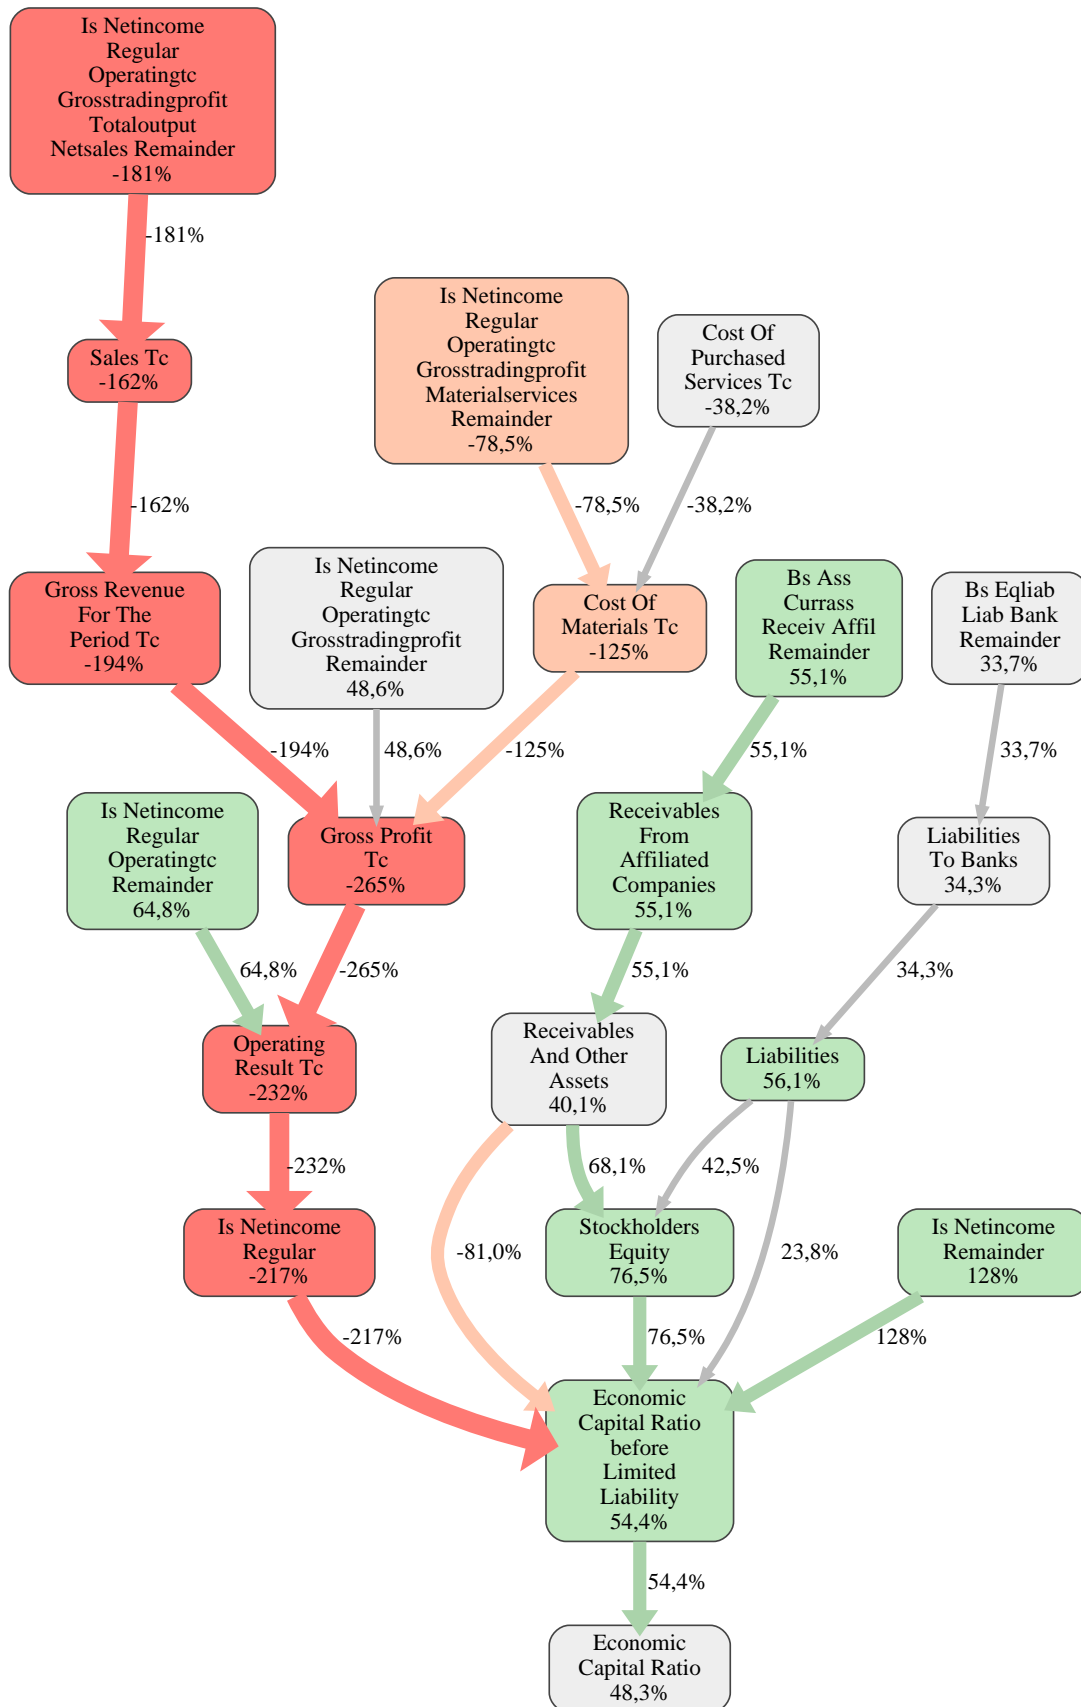 Is Netincome
Regular
Operatingtc
Grosstradingprofit
Totaloutput
Netsales Remainder
-181%
-181%
Sales Tc
-162%
-162%
Is Netincome
Regular
Operatingtc
Grosstradingprofit
Materialservices
Remainder
-78,5%
-78,5%
Cost Of
Purchased
Services Tc
-38,2%
-38,2%
Gross Revenue
For The
Period Tc
-194%
-194%
Is Netincome
Regular
Operatingtc
Grosstradingprofit
Remainder
48,6%
48,6%
Cost Of
Materials Tc
-125%
-125%
Bs Ass
Currass
Receiv Affil
Remainder
55,1%
55,1%
Bs Eqliab
Liab Bank
Remainder
33,7%
33,7%
Is Netincome
Regular
Operatingtc
Remainder
64,8%
64,8%
Gross Profit
Tc
-265%
-265%
Receivables
From
Affiliated
Companies
55,1%
55,1%
Liabilities
To Banks
34,3%
34,3%
Operating
Result Tc
-232%
-232%
Receivables
And Other
Assets
40,1%
-81,0%
68,1%
Liabilities
56,1%
42,5%
23,8%
Is Netincome
Regular
-217%
-217%
Stockholders
Equity
76,5%
76,5%
Is Netincome
Remainder
128%
128%
Economic
Capital Ratio
before
Limited
Liability
54,4%
54,4%
Economic
Capital Ratio
48,3%